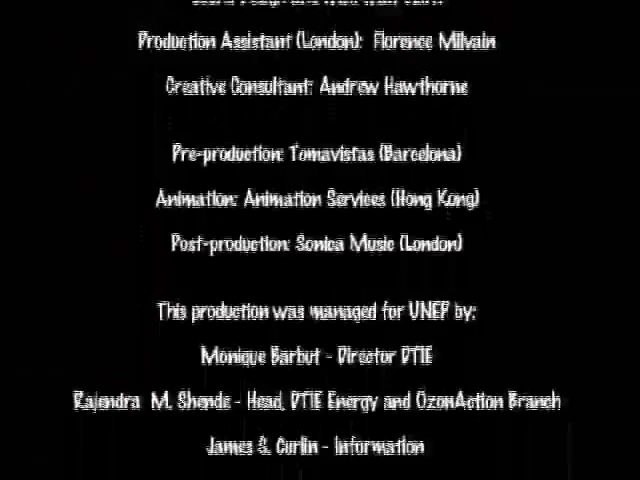 Production Assistant (London): Florence Milvain
Creative Consultant: Andrew Hawthorne
Pre-production: Tomavistas (Barcelona)
Animation: Animation Services (Hong Kong)
Post-production: Sonica Music (London)
This production was managed for UNEP by:
Monique Barbut - Director DTIE
Rajendra M. Shende - Head, DTIE Energy and OzonAction Branch
James S. Curlin - Information